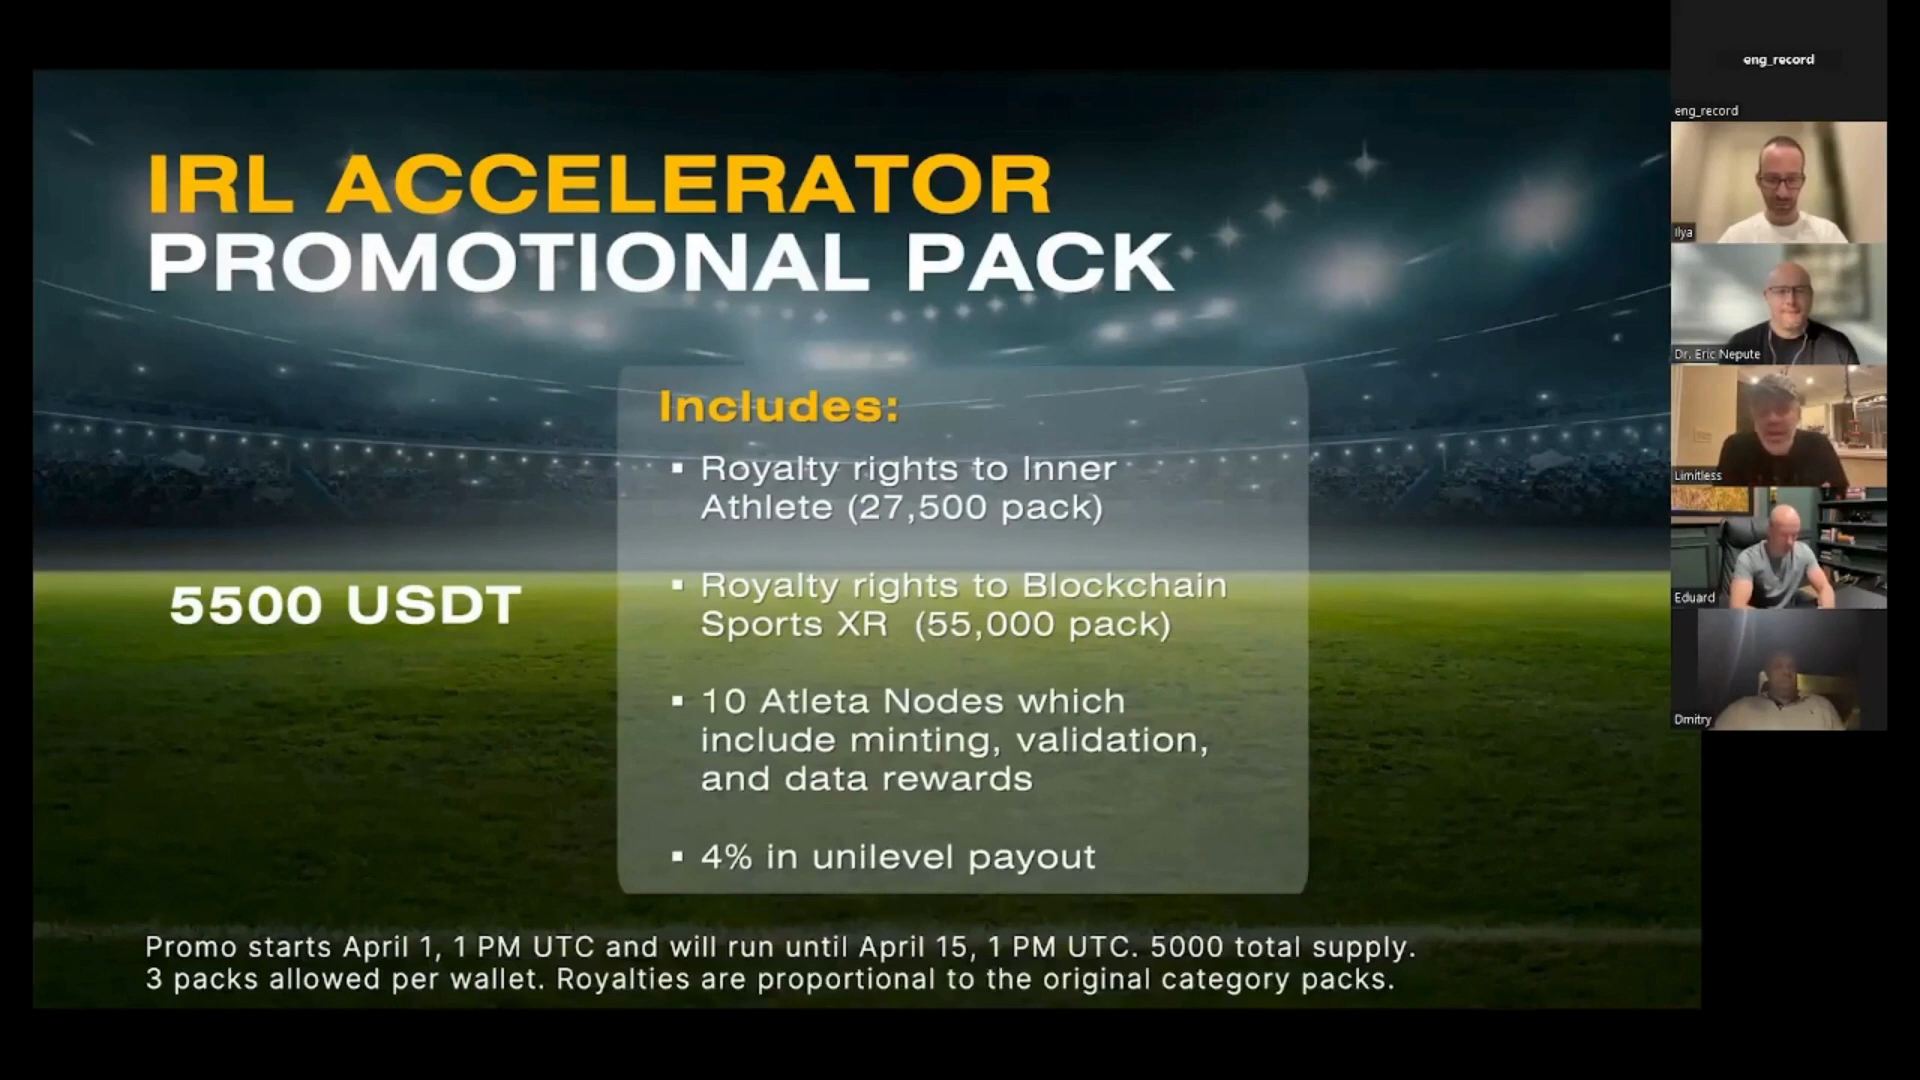 IRL ACCELERATOR
PROMOTIONAL PACK
5500 USDT
Includes:
▪ Royalty rights to Inner
Athlete (27,500 pack)
▪ Royalty rights to Blockchain
Sports XR (55,000 pack)
▪ 10 Atleta Nodes which
include minting, validation,
and data rewards
▪ 4% in unilevel payout
Promo starts April 1, 1 PM UTC and will run until April 15, 1 PM UTC. 5000 total supply.
3 packs allowed per wallet. Royalties are proportional to the original category packs.
eng_record
eng_record
Ilya
Dr. Eric Nepute
Limitless
Eduard
Dmitry